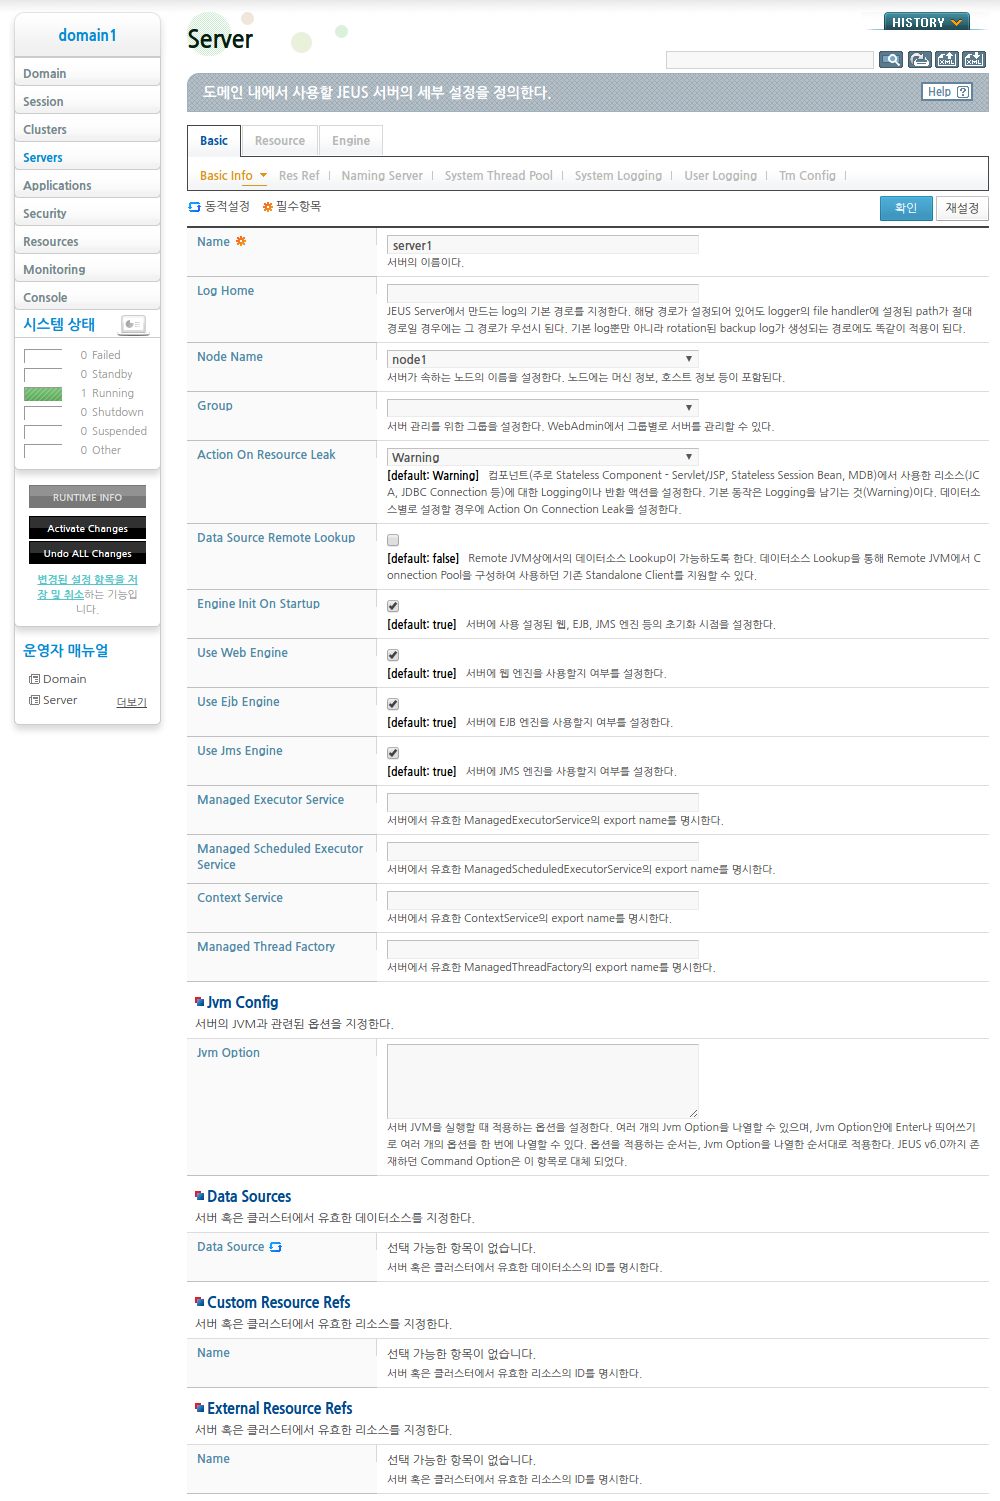 domain1
Domain
Session
Clusters
Servers
Applications
Security
Resources
Monitoring
Console
시스템 상태
0 Failed
0 Standby
1 Running
0 Shutdown
0 Suspended
0 Other
RUNTIME INFO
Activate Changes
Undo ALL Changes
변경된 설정 항목을 저
장 및 취소하는 기능입
니다.
운영자 매뉴얼
Domain
Server 더보기
Server
HISTORY
XML XML
도메인 내에서 사용할 JEUS 서버의 세부 설정을 정의한다.
Help ?
Basic Resource Engine
Basic Info Res Ref Naming Server System Thread Pool System Logging User Logging Tm Config
동적설정 필수항목 확인 재설정
Name server1
서버의 이름이다.
Log Home
JEUS Server에서 만드는 log의 기본 경로를 지정한다. 해당 경로가 설정되어 있어도 logger의 file handler에 설정된 path가 절대
경로일 경우에는 그 경로가 우선시 된다. 기본 log뿐만 아니라 rotation된 backup log가 생성되는 경로에도 똑같이 적용이 된다.
Node Name node1
서버가 속하는 노드의 이름을 설정한다. 노드에는 머신 정보, 호스트 정보 등이 포함된다.
Group
서버 관리를 위한 그룹을 설정한다. WebAdmin에서 그룹별로 서버를 관리할 수 있다.
Action On Resource Leak Warning
[default: Warning] 컴포넌트(주로 Stateless Component - Servlet/JSP, Stateless Session Bean, MDB)에서 사용한 리소스(JC
A, JDBC Connection 등)에 대한 Logging이나 반환 액션을 설정한다. 기본 동작은 Logging을 남기는 것(Warning)이다. 데이터소
스별로 설정할 경우에 Action On Connection Leak을 설정한다.
Data Source Remote Lookup
[default: false] Remote JVM상에서의 데이터소스 Lookup이 가능하도록 한다. 데이터소스 Lookup을 통해 Remote JVM에서 C
onnection Pool을 구성하여 사용하던 기존 Standalone Client를 지원할 수 있다.
Engine Init On Startup
[default: true] 서버에 사용 설정된 웹, EJB, JMS 엔진 등의 초기화 시점을 설정한다.
Use Web Engine
[default: true] 서버에 웹 엔진을 사용할지 여부를 설정한다.
Use Ejb Engine
[default: true] 서버에 EJB 엔진을 사용할지 여부를 설정한다.
Use Jms Engine
[default: true] 서버에 JMS 엔진을 사용할지 여부를 설정한다.
Managed Executor Service
서버에서 유효한 ManagedExecutorService의 export name를 명시한다.
Managed Scheduled Executor
Service
서버에서 유효한 ManagedScheduledExecutorService의 export name를 명시한다.
Context Service
서버에서 유효한 ContextService의 export name를 명시한다.
Managed Thread Factory
서버에서 유효한 ManagedThreadFactory의 export name를 명시한다.
Jvm Config
서버의 JVM과 관련된 옵션을 지정한다.
Jvm Option
서버 JVM을 실행할 때 적용하는 옵션을 설정한다. 여러 개의 Jvm Option을 나열할 수 있으며, Jvm Option안에 Enter나 띄어쓰기
로 여러 개의 옵션을 한 번에 나열할 수 있다. 옵션을 적용하는 순서는, Jvm Option을 나열한 순서대로 적용한다. JEUS v6.0까지 존
재하던 Command Option은 이 항목로 대체 되었다.
Data Sources
서버 혹은 클러스터에서 유효한 데이터소스를 지정한다.
Data Source 선택 가능한 항목이 없습니다.
서버 혹은 클러스터에서 유효한 데이터소스의 ID를 명시한다.
Custom Resource Refs
서버 혹은 클러스터에서 유효한 리소스를 지정한다.
Name 선택 가능한 항목이 없습니다.
서버 혹은 클러스터에서 유효한 리소스의 ID를 명시한다.
External Resource Refs
서버 혹은 클러스터에서 유효한 리소스를 지정한다.
Name 선택 가능한 항목이 없습니다.
서버 혹은 클러스터에서 유효한 리소스의 ID를 명시한다.